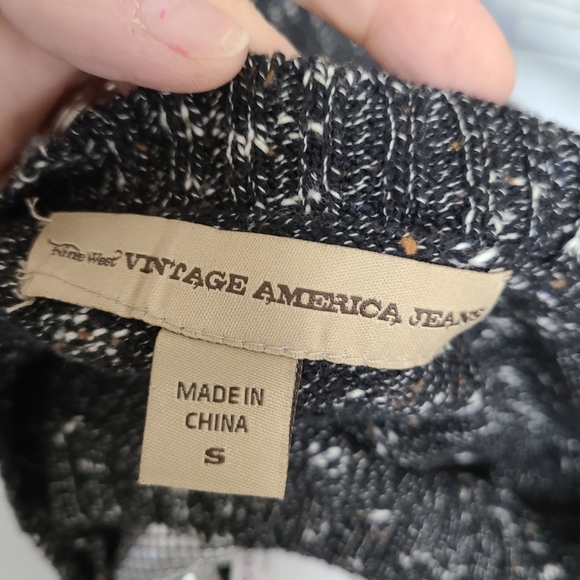 Nine West VINTAGE AMERICA JEANS
MADE IN
CHINA
S